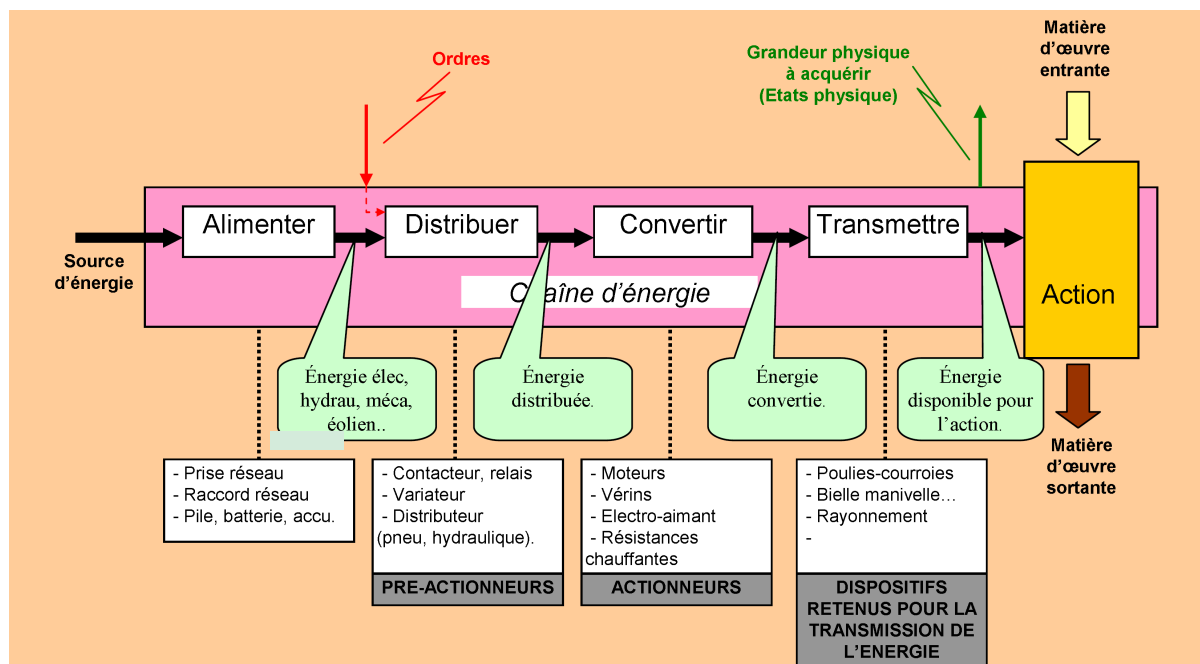 Ordres
Grandeur physique
à acquérir
(Etats physique)
Matière
d’œuvre
entrante
Alimenter
Distribuer
Convertir
Transmettre
Source
d’énergie
Chaîne d’énergie
Action
Énergie élec,
hydrau, méca,
éolien..
Énergie
distribuée.
Énergie
convertie.
Énergie
disponible pour
l’action.
Matière
d’œuvre
sortante
- Prise réseau
- Raccord réseau
- Pile, batterie, accu.
- Contacteur, relais
- Variateur
- Distributeur
(pneu, hydraulique).
PRE-ACTIONNEURS
- Moteurs
- Vérins
- Electro-aimant
- Résistances
chauffantes
ACTIONNEURS
- Poulies-courroies
- Bielle manivelle…
- Rayonnement
-
DISPOSITIFS
RETENUS POUR LA
TRANSMISSION DE
L’ENERGIE